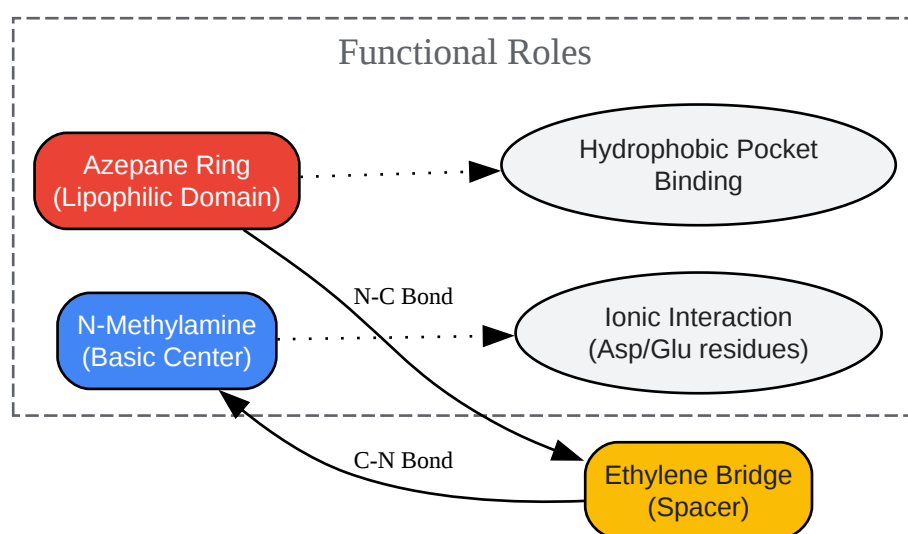 Functional Roles
Azepane Ring
(Lipophilic Domain)
Hydrophobic Pocket
Binding
N-C Bond
N-Methylamine
(Basic Center)
Ionic Interaction
(Asp/Glu residues)
C-N Bond
Ethylene Bridge
(Spacer)